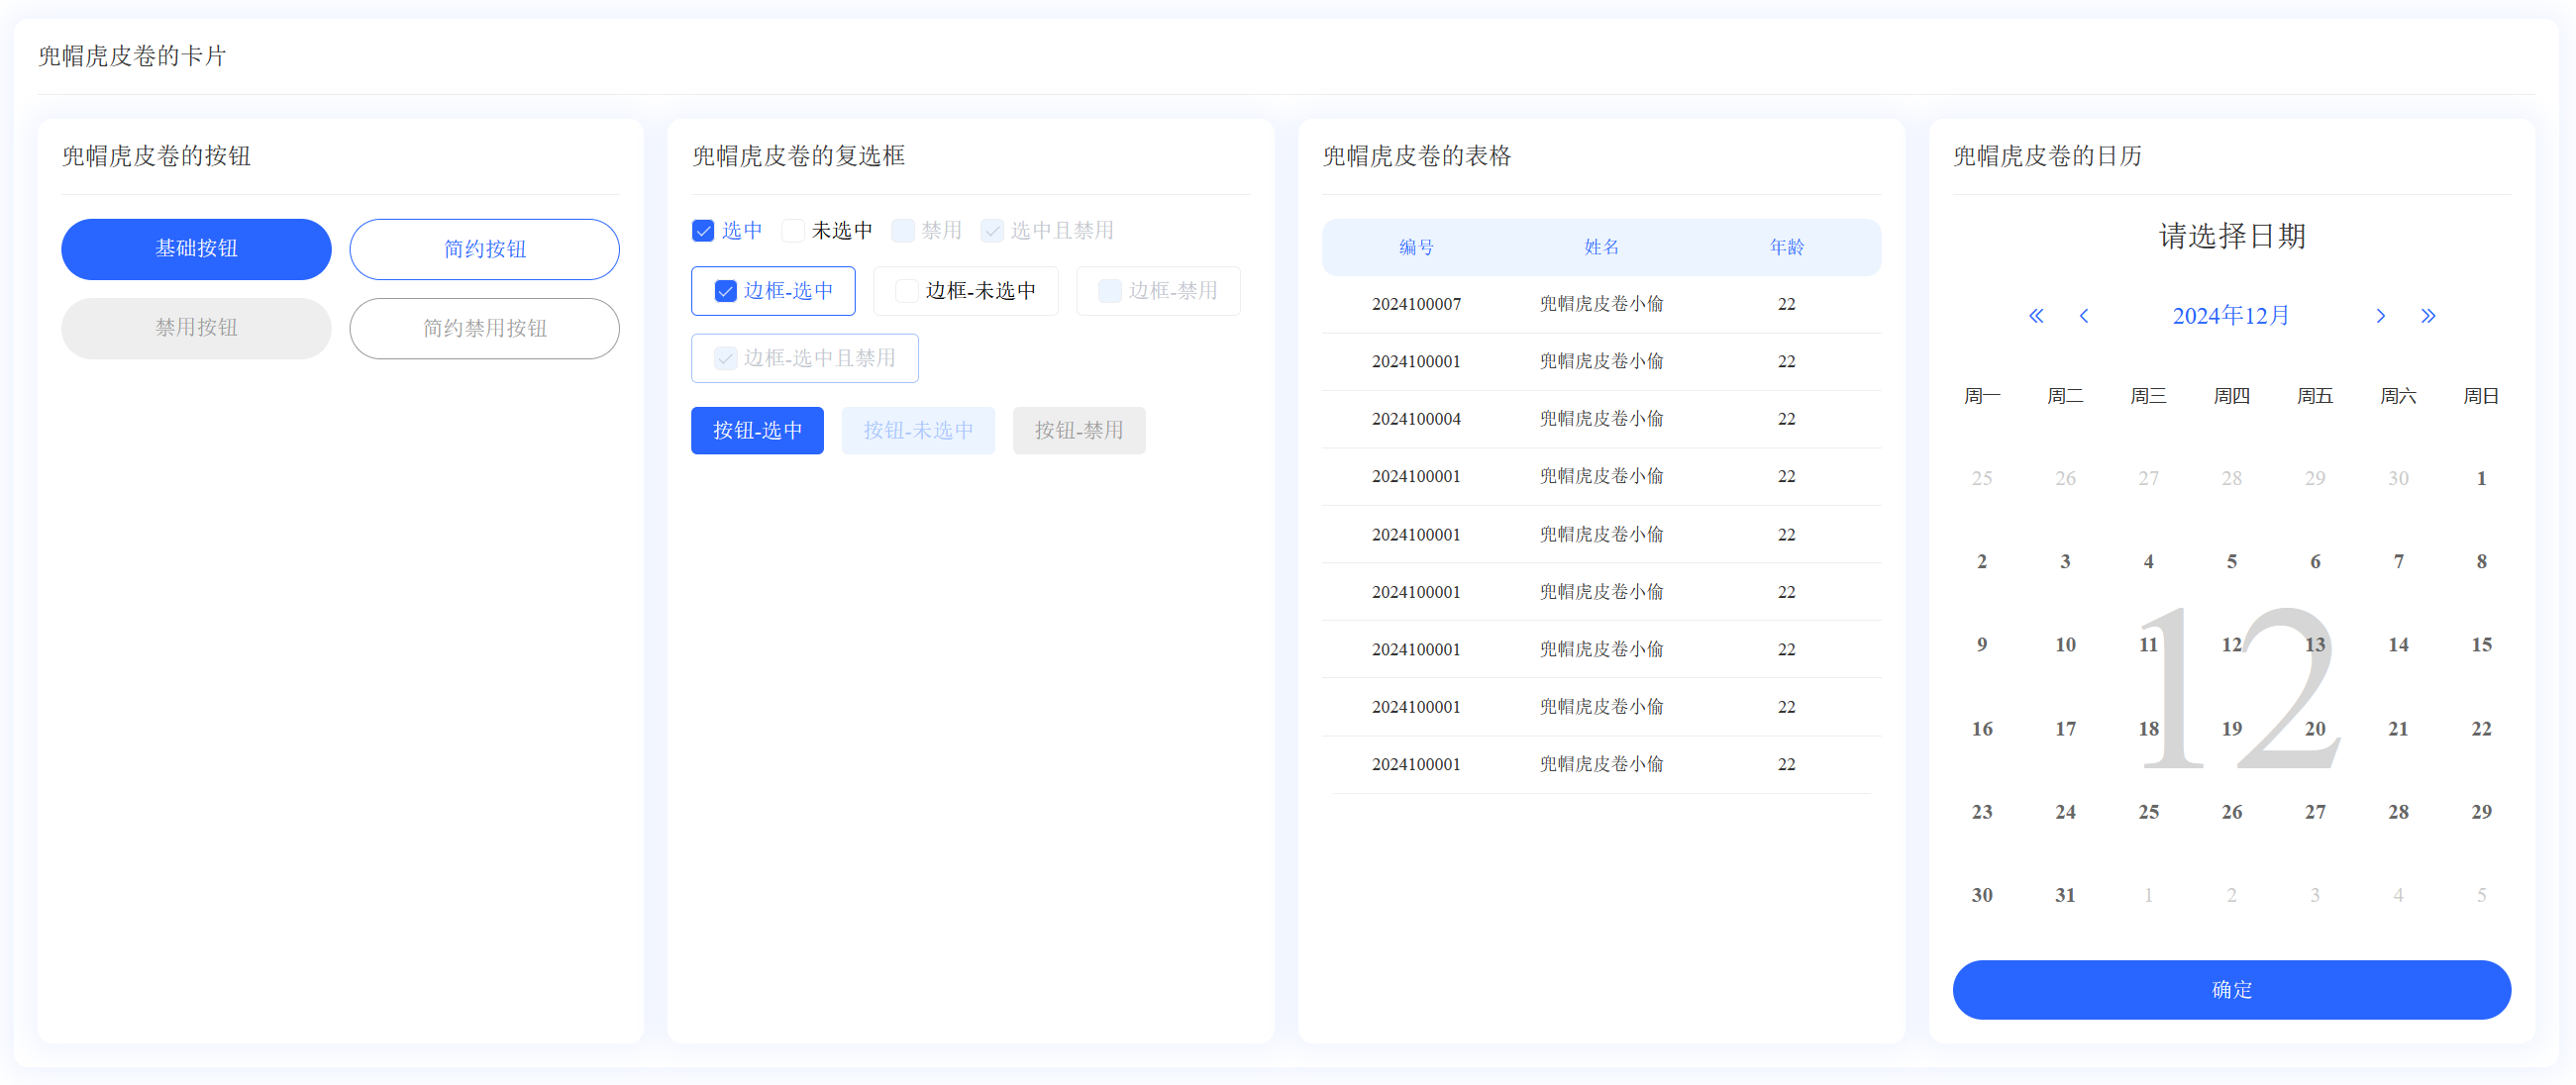 兜帽虎皮卷的卡片
兜帽虎皮卷的按钮
基础按钮 简约按钮
禁用按钮 简约禁用按钮
兜帽虎皮卷的复选框
选中 未选中 禁用 选中且禁用
边框-选中 边框-未选中 边框-禁用
边框-选中且禁用
按钮-选中 按钮-未选中 按钮-禁用
兜帽虎皮卷的表格
编号 姓名 年龄
2024100007 兜帽虎皮卷小偷 22
2024100001 兜帽虎皮卷小偷 22
2024100004 兜帽虎皮卷小偷 22
2024100001 兜帽虎皮卷小偷 22
2024100001 兜帽虎皮卷小偷 22
2024100001 兜帽虎皮卷小偷 22
2024100001 兜帽虎皮卷小偷 22
2024100001 兜帽虎皮卷小偷 22
2024100001 兜帽虎皮卷小偷 22
兜帽虎皮卷的日历
请选择日期
2024年12月
周一 周二 周三 周四 周五 周六 周日
25 26 27 28 29 30 1
2 3 4 5 6 7 8
9 10 11 12 13 14 15
12
16 17 18 19 20 21 22
23 24 25 26 27 28 29
30 31 1 2 3 4 5
确定